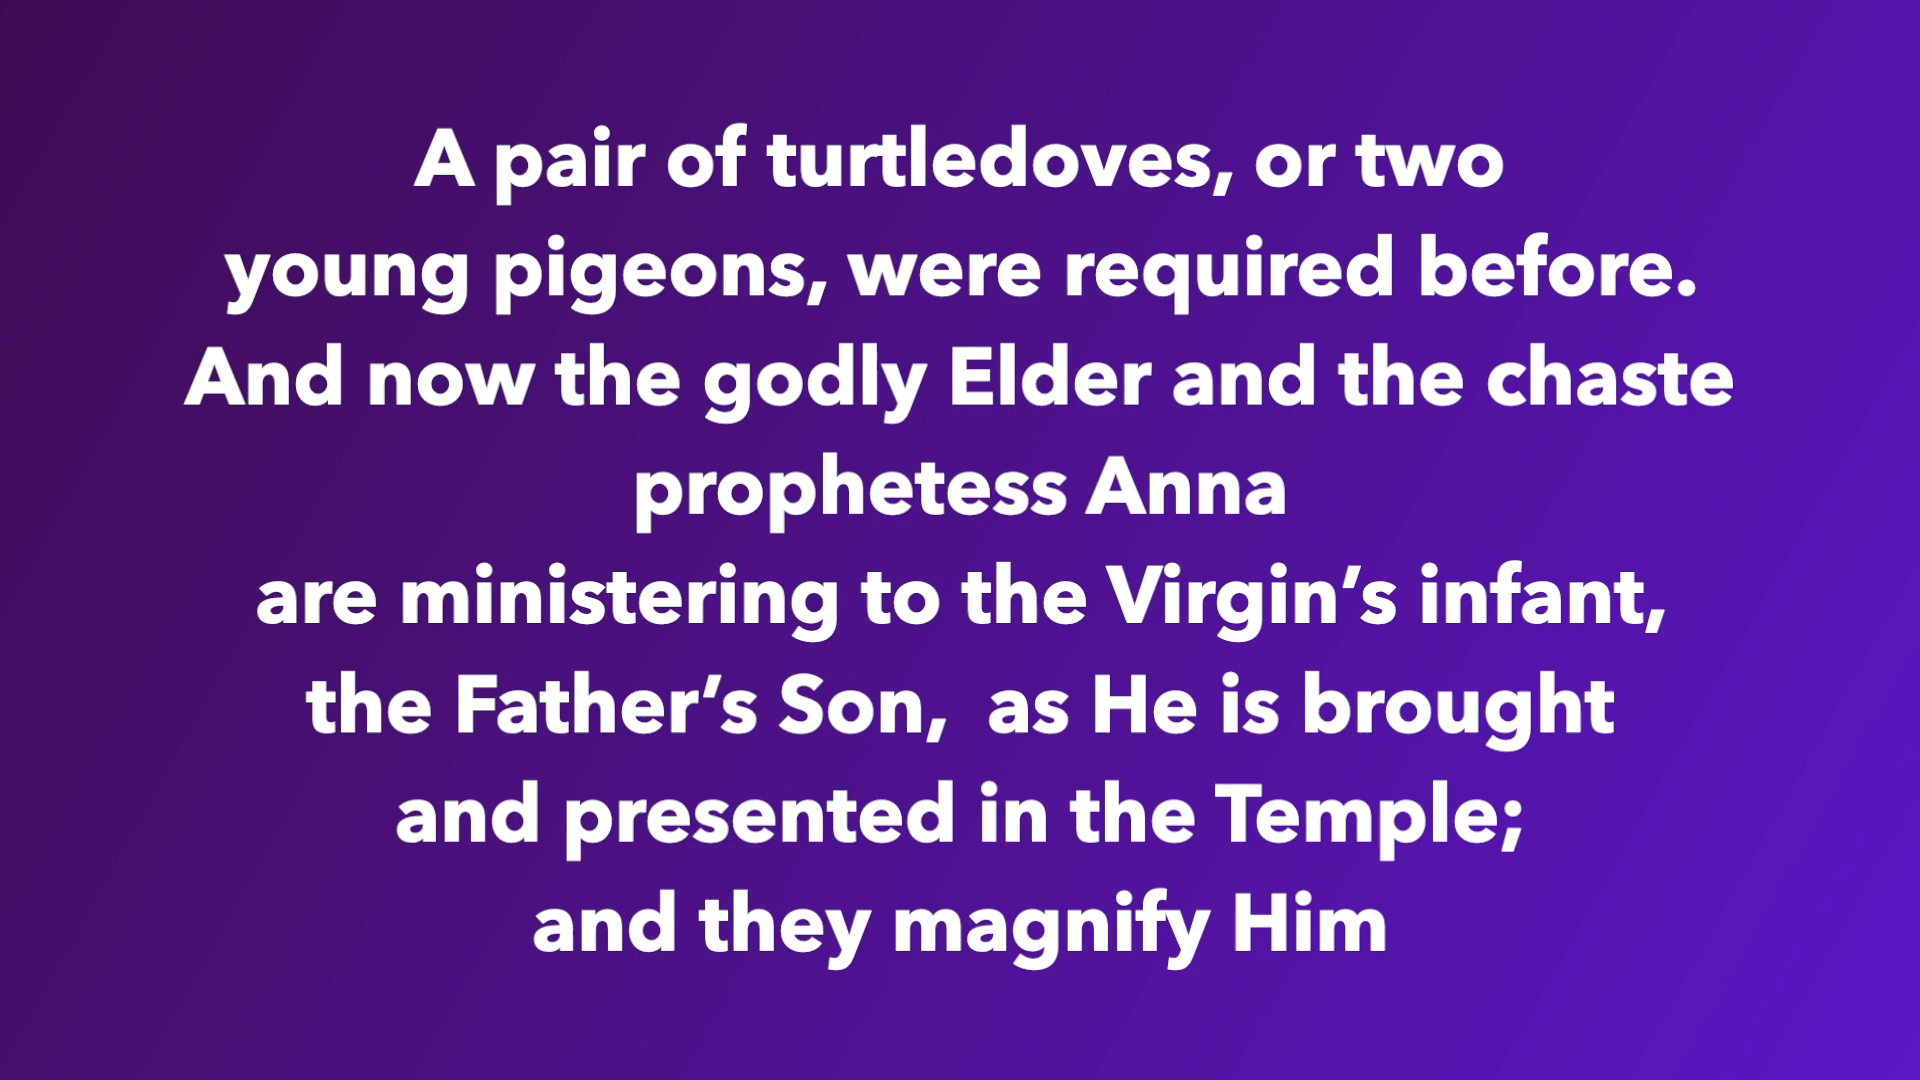 A pair of turtledoves, or two
young pigeons, were required before.
And now the godly Elder and the chaste
prophetess Anna
are ministering to the Virgin’s infant,
the Father’s Son,  as He is brought
and presented in the Temple;
and they magnify Him